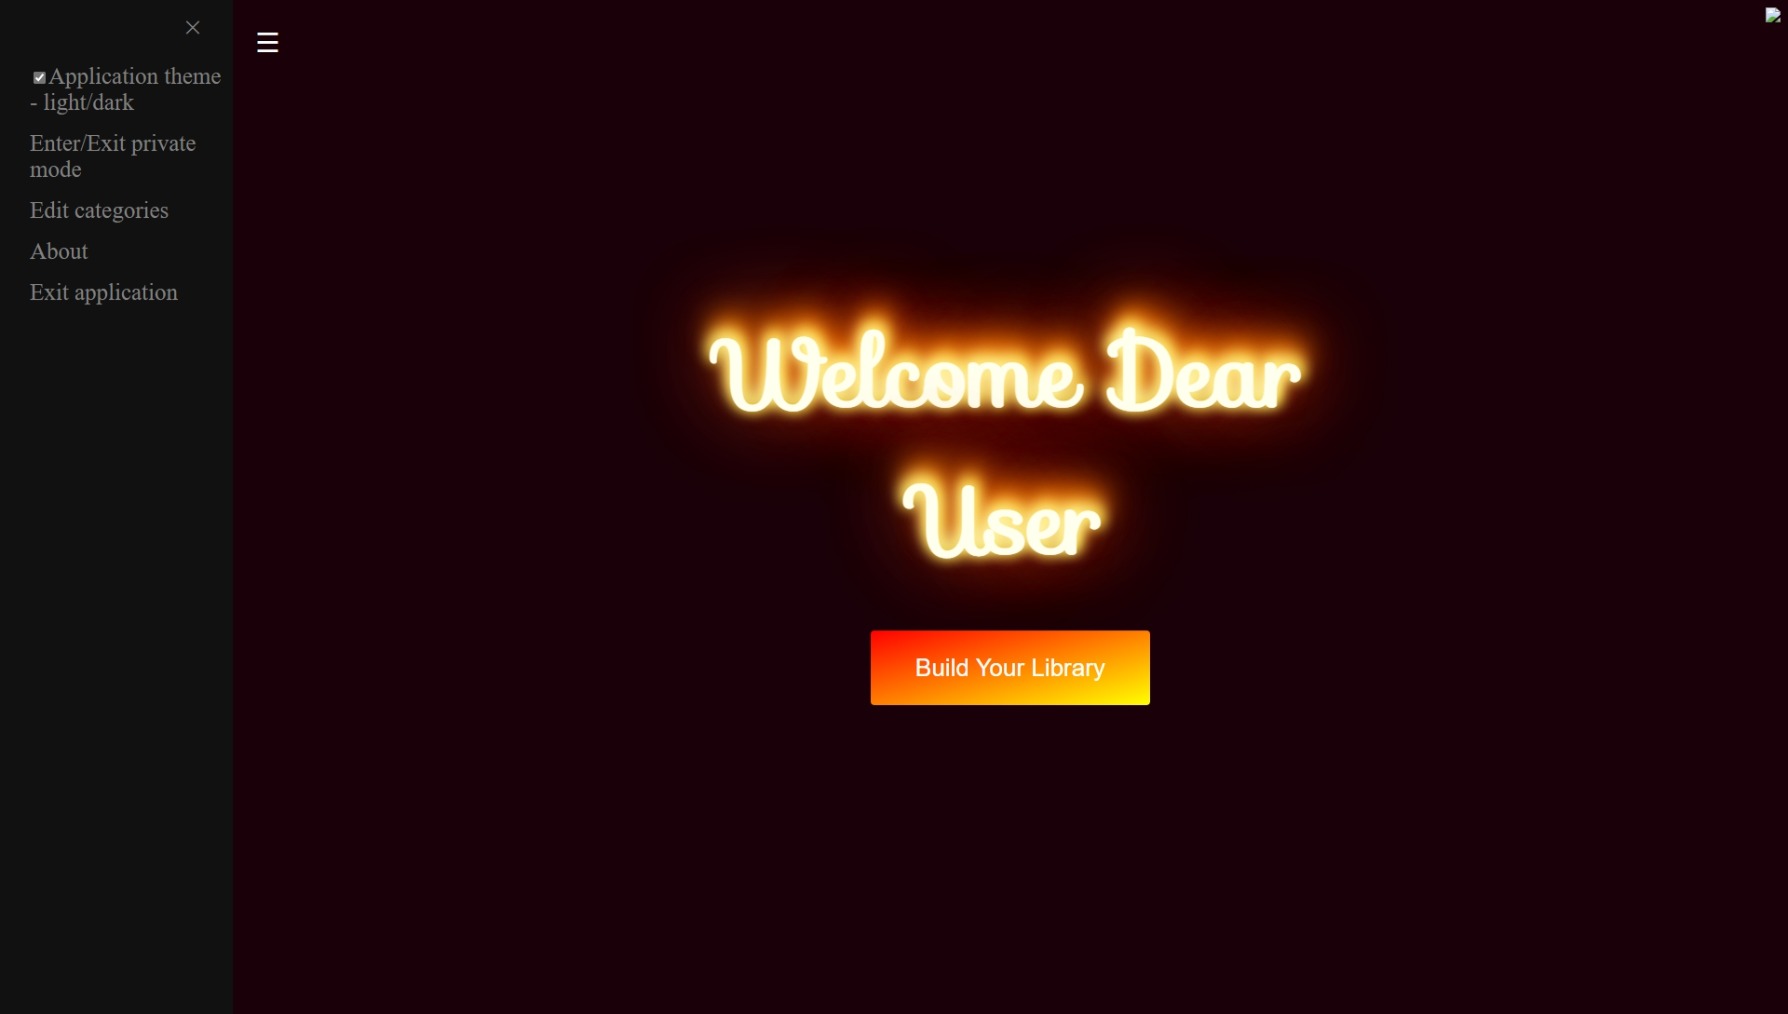 Application theme
- light/dark
Enter/Exit private
mode
Edit categories
About
Exit application
Welcome Dear
User
Build Your Library